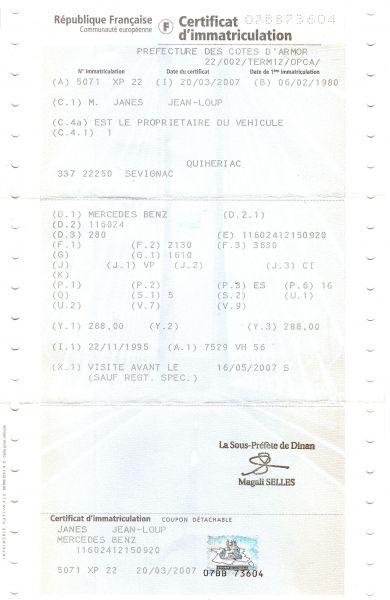 République Française
Communauté européenne
F
Certificat
d'immatriculation
078873604
PREFECTURE DES COTES D'ARMOR
22/002/TERM12/OPCA/
N° immatriculation Date du certificat Date de 1ère immatriculation
(A) 5071 XP 22 (I) 20/03/2007 (B) 06/02/1980
(C.1) M. JANES JEAN-LOUP
(C.4a) EST LE PROPRIETAIRE DU VEHICULE
(C.4.1) 1
QUIHERIAC
337 22250 SEVIGNAC
(D.1) MERCEDES BENZ (D.2.1)
(D.2) 116024
(D.3) 280 (E) 11602412150920
(F.1) (F.2) 2130 (F.3) 3630
(G) (G.1) 1610
(J) (J.1) VP (J.2) (J.3) CI
(K)
(P.1) (P.2) (P.3) ES (P.6) 16
(Q) (S.1) 5 (S.2) (U.1)
(U.2) (V.7) (V.9)
(Y.1) 288,00 (Y.2) (Y.3) 288,00
(I.1) 22/11/1995 (A.1) 7529 VH 56
(X.1) VISITE AVANT LE 16/05/2007 S
(SAUF REGT. SPEC.)
La Sous-Préfète de Dinan
Magali SELLES
Certificat d'immatriculation COUPON DÉTACHABLE
JANES JEAN-LOUP
MERCEDES BENZ
11602412150920
5071 XP 22 20/03/2007 0788 73604